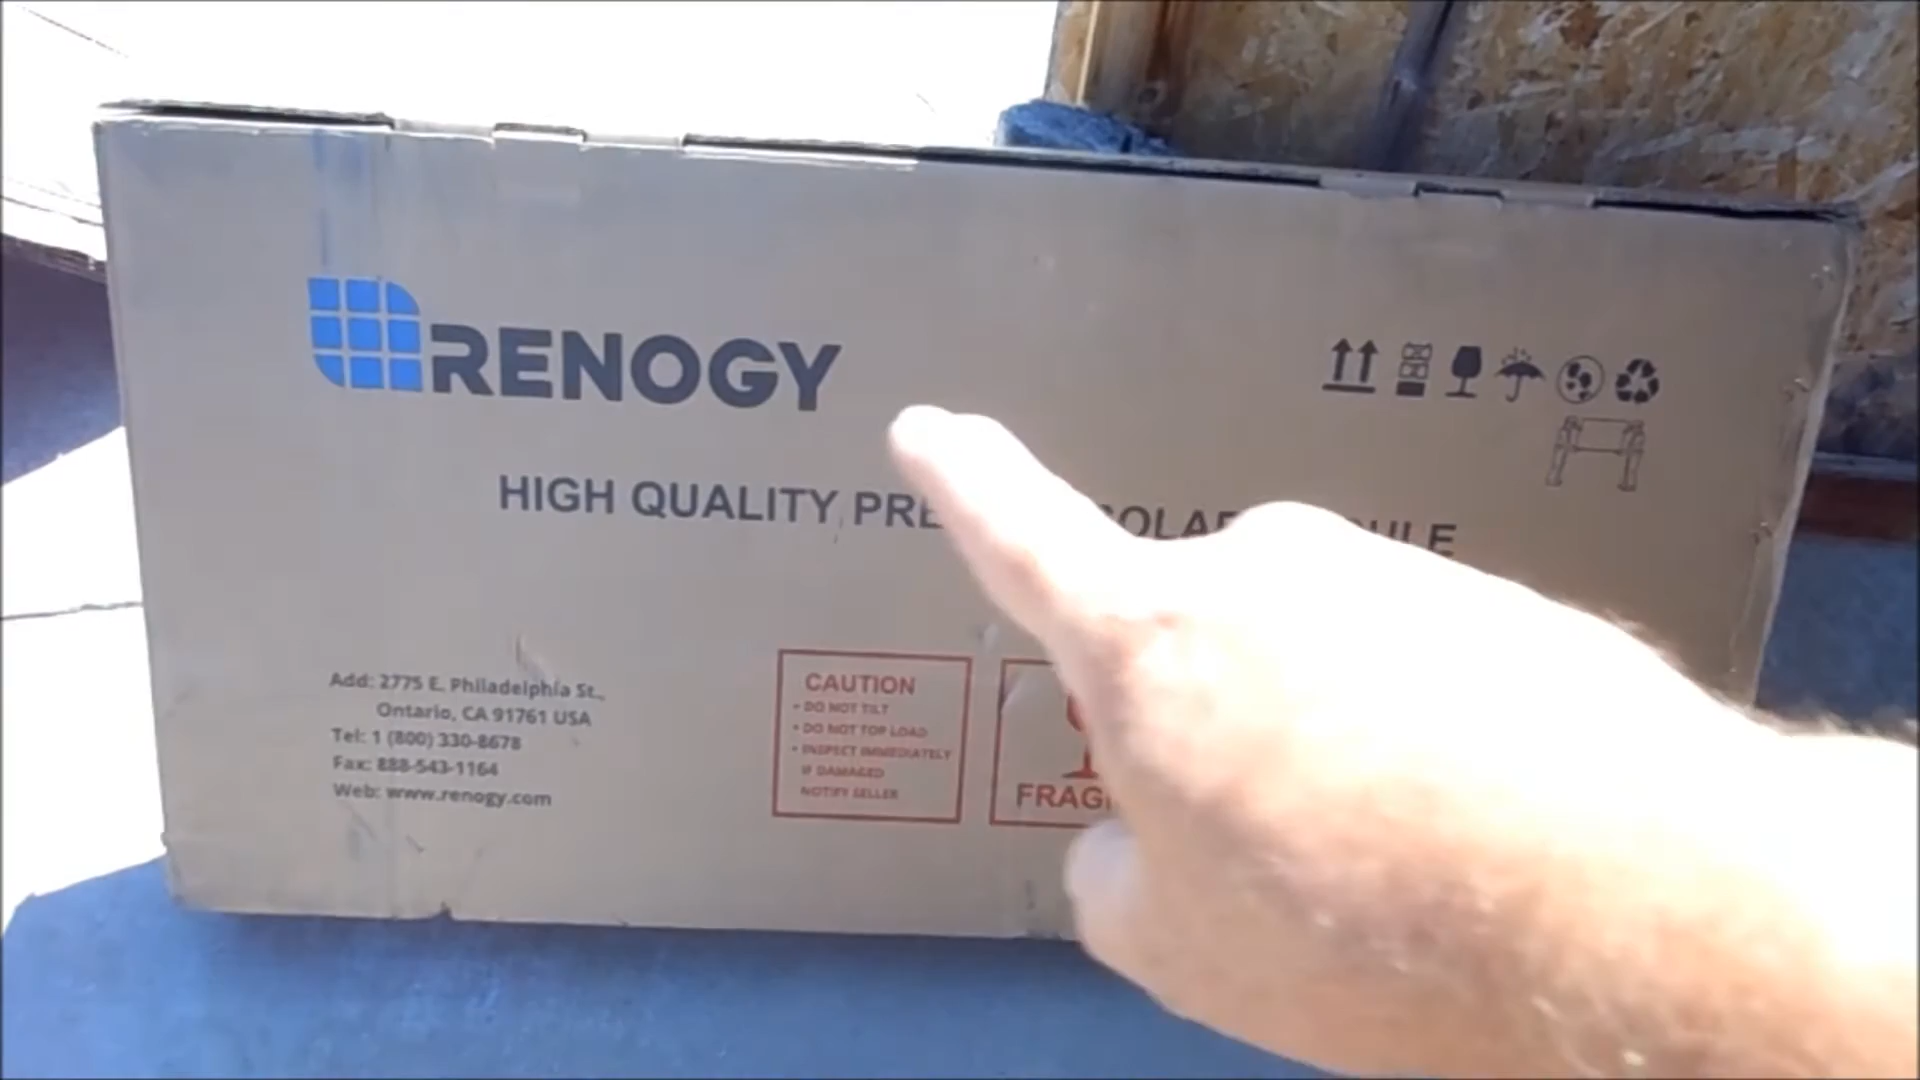 RENOGY
HIGH QUALITY
Add: 2775 E. Philadelphia St.,
Ontario, CA 91761 USA
Tel: 1 (800) 330-8678
Fax: 888-543-1164
Web: www.renogy.com
CAUTION
• DO NOT TILT
• DO NOT TOP LOAD
• INSPECT IMMEDIATELY
IF DAMAGED
NOTIFY SELLER